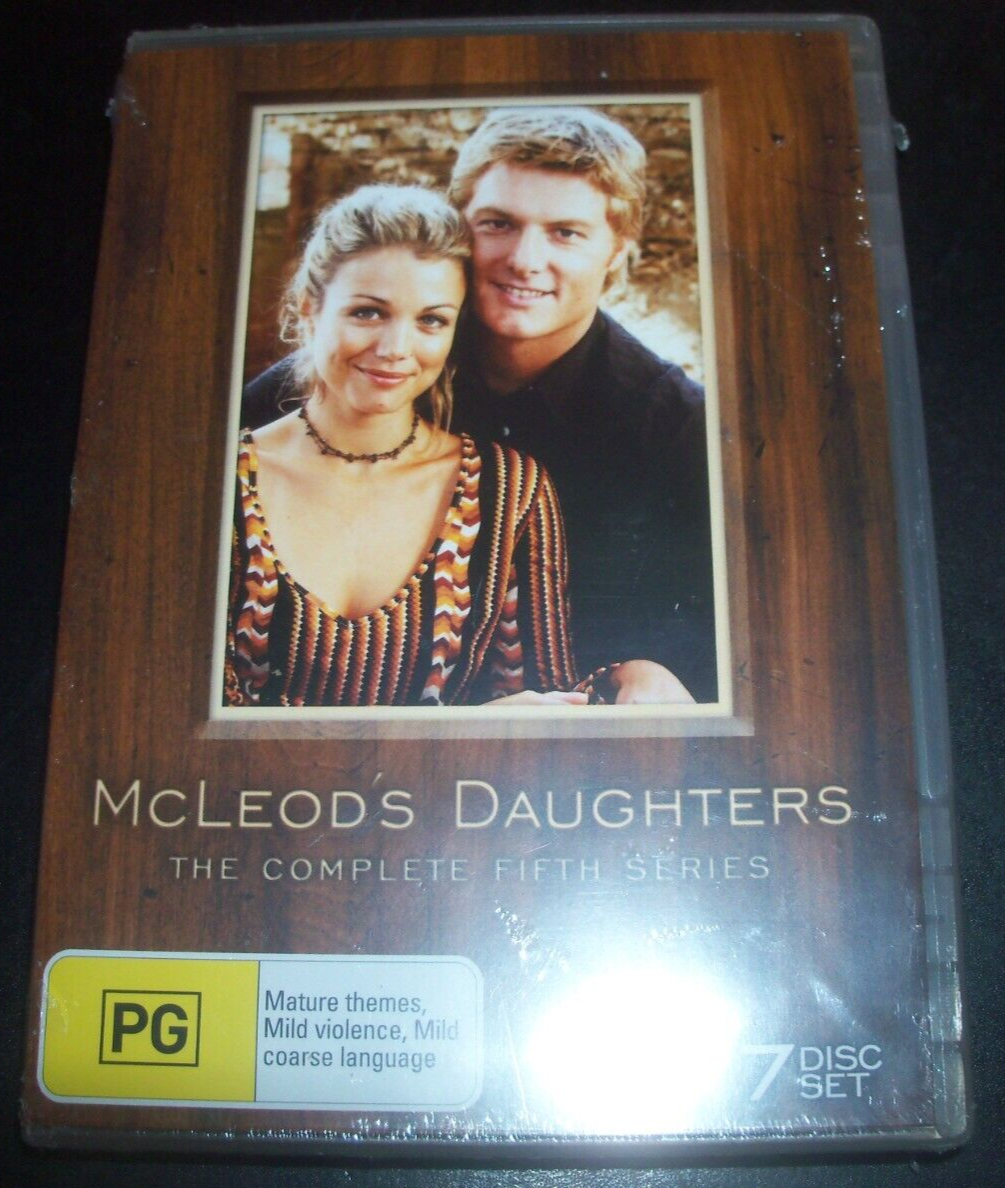 McLeod's Daughters
THE COMPLETE FIFTH SERIES
PG
Mature themes,
Mild violence, Mild
coarse language
7 DISC
SET